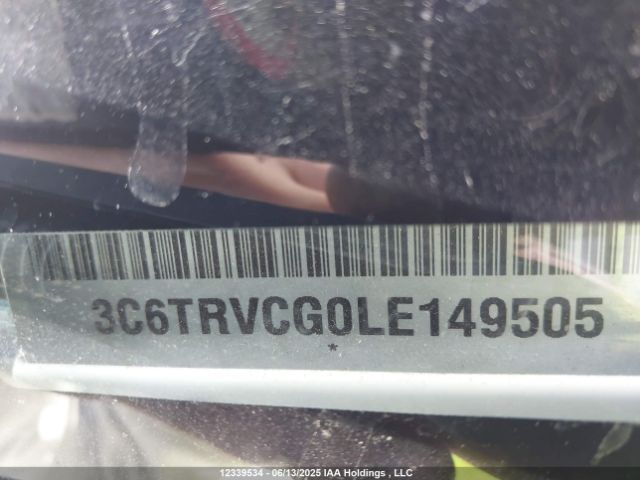 3C6TRVCG0LE149505
*
12339534 - 06/13/2025 IAA Holdings , LLC